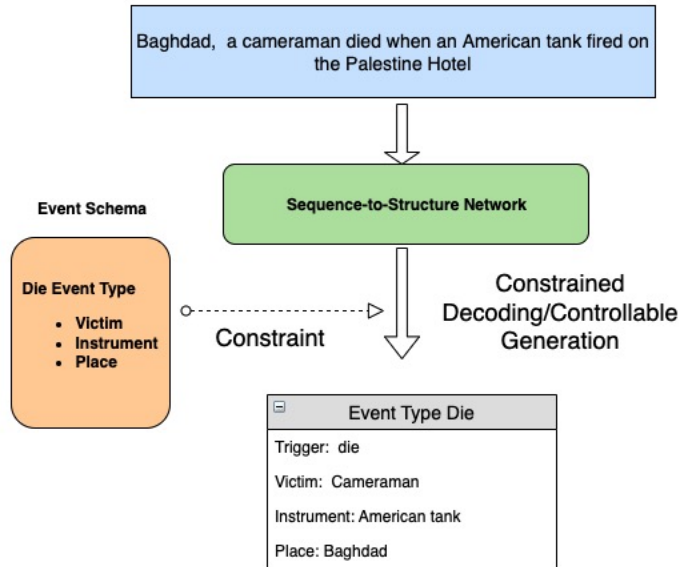 Baghdad,  a cameraman died when an American tank fired on
the Palestine Hotel
Sequence-to-Structure Network
Event Schema
Die Event Type
• Victim
• Instrument
• Place
Constraint
Constrained
Decoding/Controllable
Generation
Event Type Die
Trigger:  die
Victim:  Cameraman
Instrument: American tank
Place: Baghdad